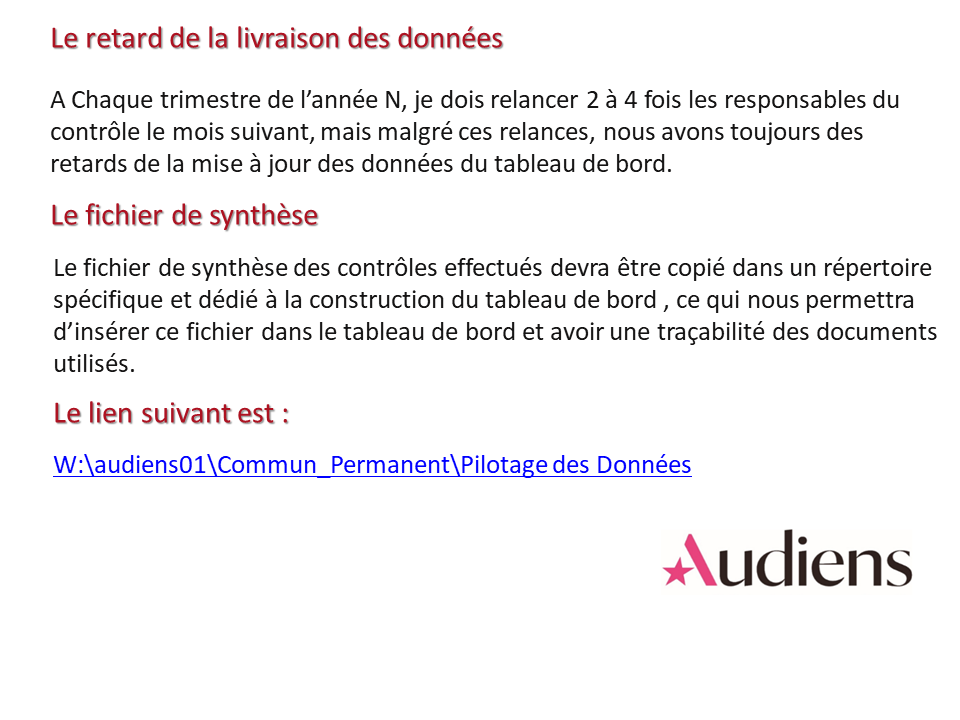 Le retard de la livraison des données
A Chaque trimestre de l’année N, je dois relancer 2 à 4 fois les responsables du
contrôle le mois suivant, mais malgré ces relances, nous avons toujours des
retards de la mise à jour des données du tableau de bord.
Le fichier de synthèse
Le fichier de synthèse des contrôles effectués devra être copié dans un répertoire
spécifique et dédié à la construction du tableau de bord , ce qui nous permettra
d’insérer ce fichier dans le tableau de bord et avoir une traçabilité des documents
utilisés.
Le lien suivant est :
W:\audiens01\Commun_Permanent\Pilotage des Données
Audiens